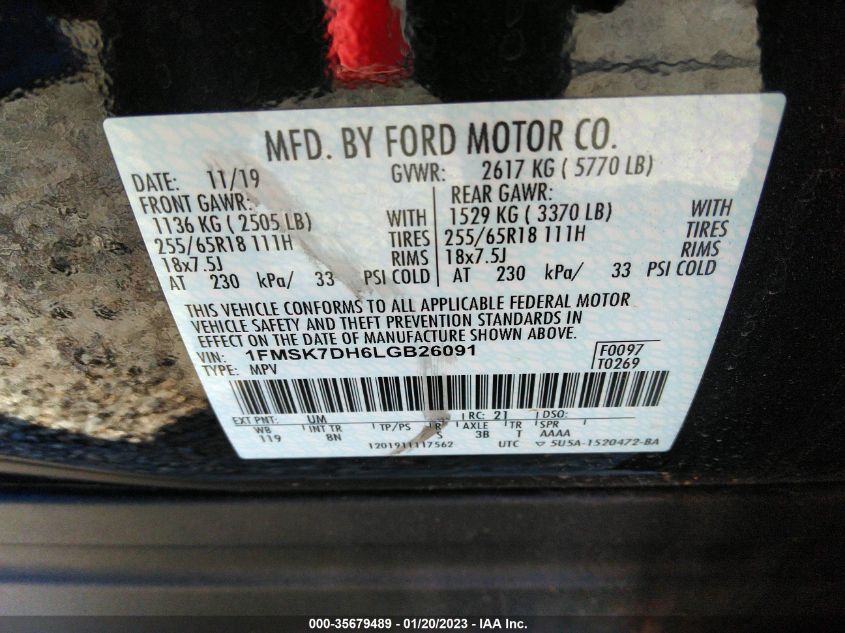 MFD. BY FORD MOTOR CO.
DATE: 11/19 GVWR: 2617 KG ( 5770 LB)
FRONT GAWR: REAR GAWR:
1136 KG ( 2505 LB) WITH 1529 KG ( 3370 LB) WITH
255/65R18 111H TIRES 255/65R18 111H TIRES
18x7.5J RIMS 18x7.5J RIMS
AT 230 kPa/ 33 PSI COLD AT 230 kPa/ 33 PSI COLD
THIS VEHICLE CONFORMS TO ALL APPLICABLE FEDERAL MOTOR
VEHICLE SAFETY AND THEFT PREVENTION STANDARDS IN
EFFECT ON THE DATE OF MANUFACTURE SHOWN ABOVE.
VIN: 1FMSK7DH6LGB26091 F0097
TYPE: MPV T0269
EXT PNT: UM RC: 21 DSO:
WB INT TR TP/PS R AXLE TR SPR
119 8N S 3B T AAAA
1201911117562 UTC ▽ 5U5A-1520472-BA
000-35679489 — 01/20/2023 — IAA Inc.